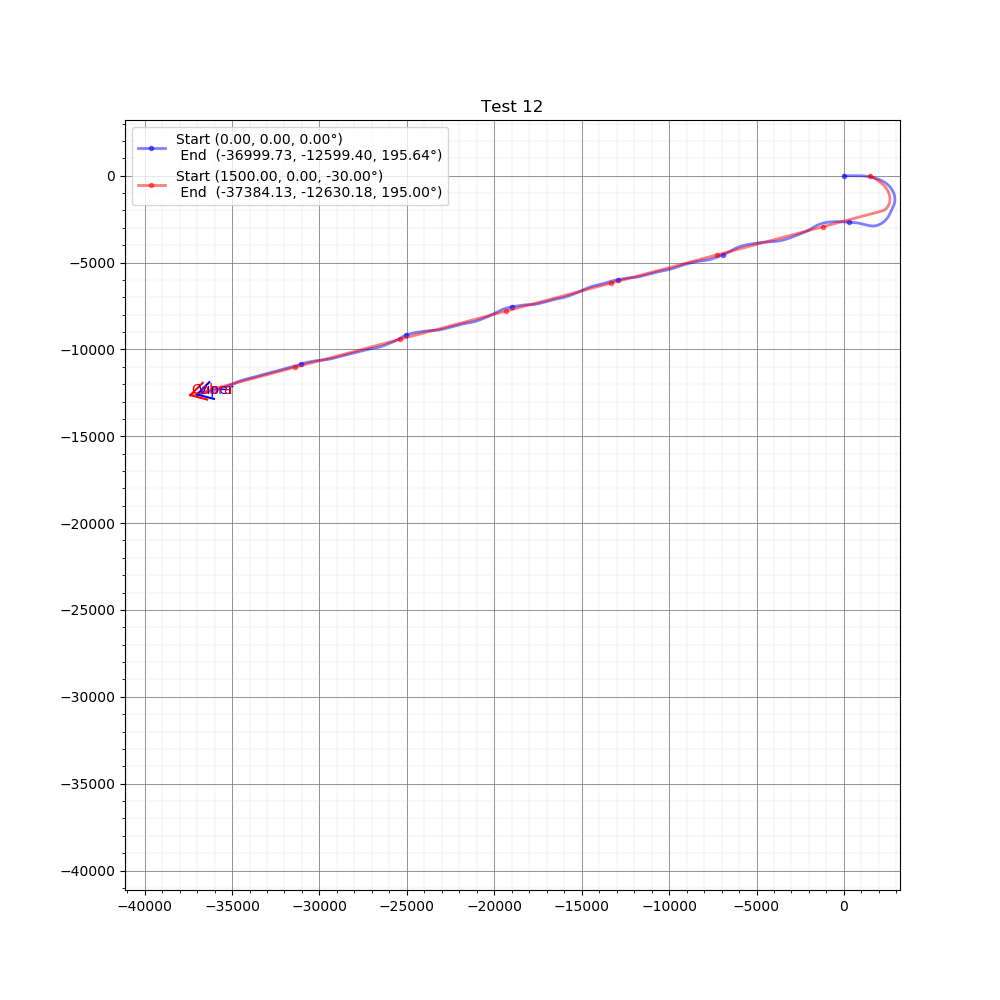 Test 12
Start (0.00, 0.00, 0.00°)
End (-36999.73, -12599.40, 195.64°)
Start (1500.00, 0.00, -30.00°)
End (-37384.13, -12630.18, 195.00°)
0
−5000
−10000
−15000
−20000
−25000
−30000
−35000
−40000
−40000 −35000 −30000 −25000 −20000 −15000 −10000 −5000 0